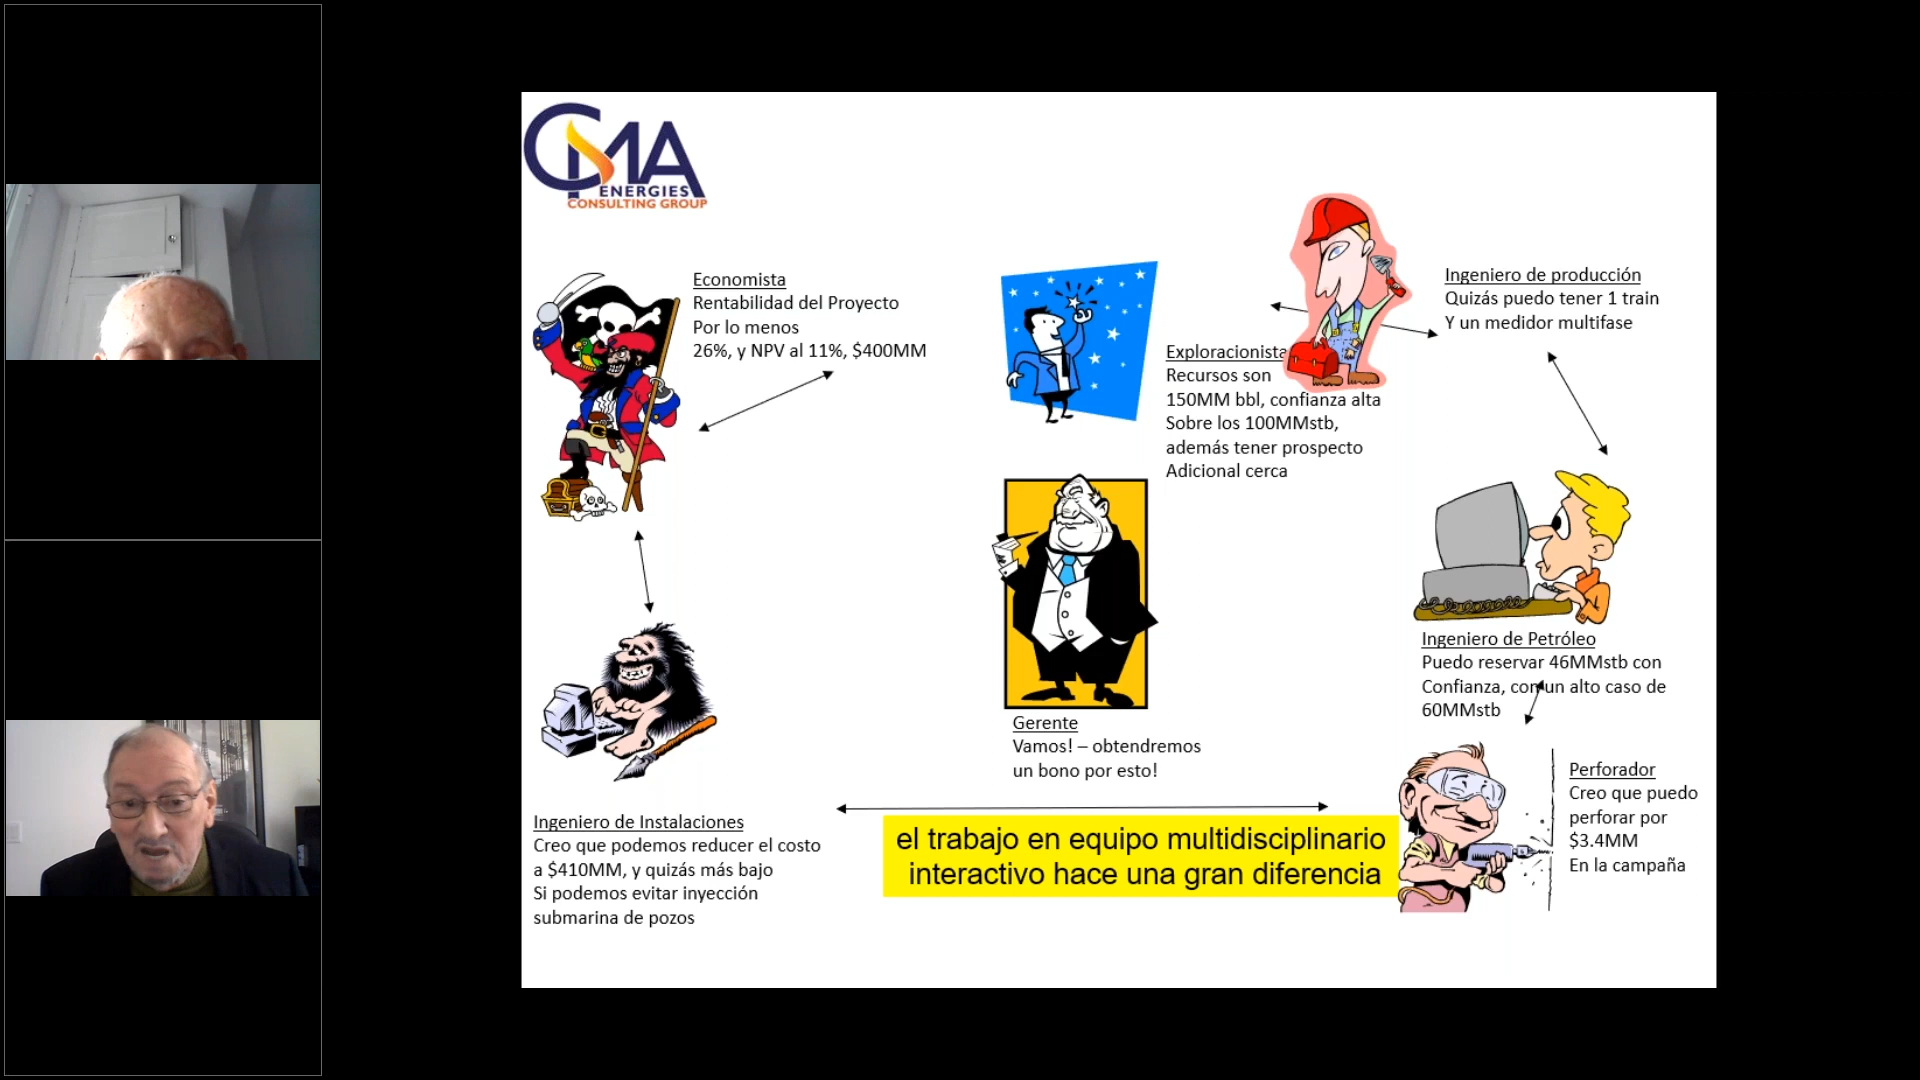 CMA
ENERGIES
CONSULTING GROUP
Economista
Rentabilidad del Proyecto
Por lo menos
26%, y NPV al 11%, $400MM
Exploracionista
Recursos son
150MM bbl, confianza alta
Sobre los 100MMstb,
además tener prospecto
Adicional cerca
Ingeniero de producción
Quizás puedo tener 1 train
Y un medidor multifase
Ingeniero de Petróleo
Puedo reservar 46MMstb con
Confianza, con un alto caso de
60MMstb
Gerente
Vamos! – obtendremos
un bono por esto!
Perforador
Creo que puedo
perforar por
$3.4MM
En la campaña
Ingeniero de Instalaciones
Creo que podemos reducer el costo
a $410MM, y quizás más bajo
Si podemos evitar inyección
submarina de pozos
el trabajo en equipo multidisciplinario
interactivo hace una gran diferencia